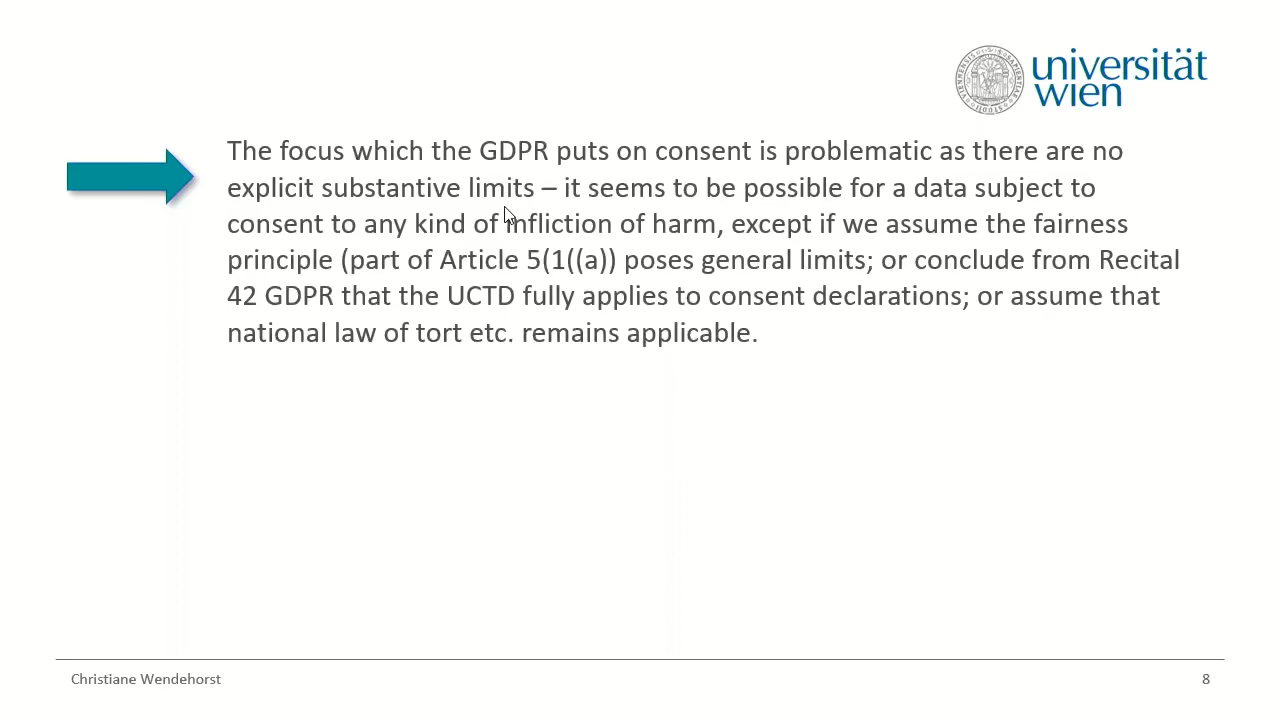 universität
wien
The focus which the GDPR puts on consent is problematic as there are no
explicit substantive limits – it seems to be possible for a data subject to
consent to any kind of infliction of harm, except if we assume the fairness
principle (part of Article 5(1((a)) poses general limits; or conclude from Recital
42 GDPR that the UCTD fully applies to consent declarations; or assume that
national law of tort etc. remains applicable.
Christiane Wendehorst
8